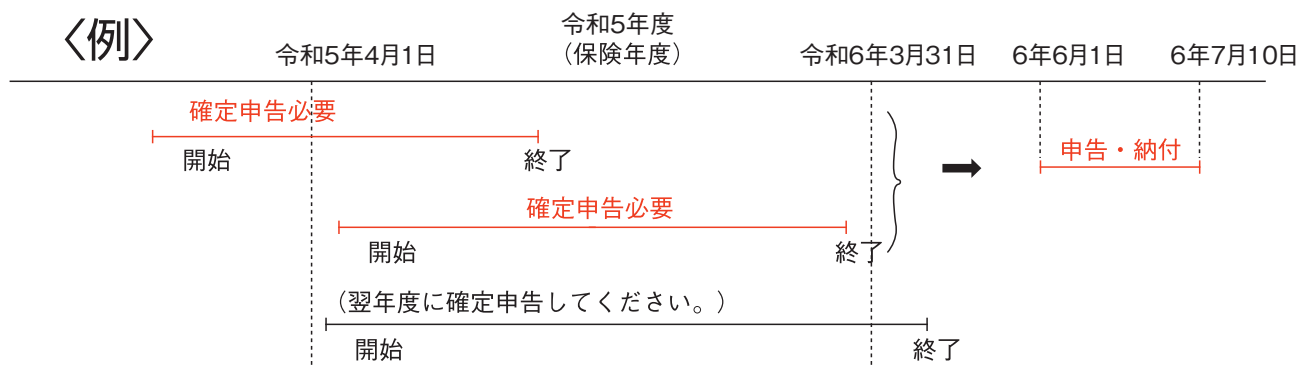 〈例〉
令和5年度
（保険年度）
令和5年4月1日
令和6年3月31日
6年6月1日
6年7月10日
確定申告必要
開始
終了
申告・納付
確定申告必要
開始
終了
（翌年度に確定申告してください。）
開始
終了